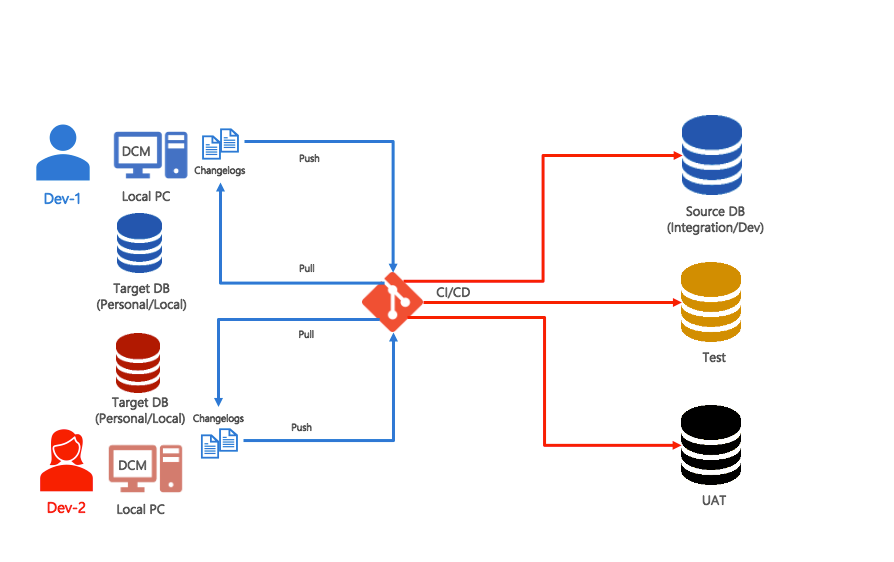 DCM
Changelogs
Push
Dev-1
Local PC
Source DB
(Integration/Dev)
Target DB
(Personal/Local)
Pull
CI/CD
Pull
Test
Target DB
(Personal/Local)
Changelogs
Push
DCM
Dev-2
Local PC
UAT